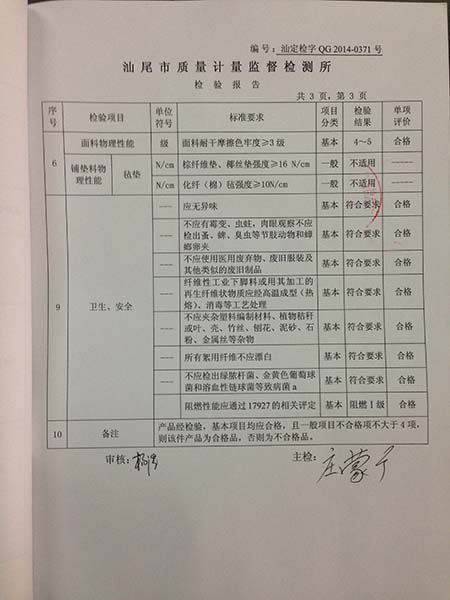 编号：汕定检字 QG 2014-0371 号
汕尾市质量计量监督检测所
检验报告
共 3 页，第 3 页
序号 检验项目 单位符号 标准要求 项目分类 检验结果 单项评价
6 面料物理性能 级 面料耐干摩擦色牢度≥3级 基本 4～5 合格
铺垫料物理性能 毡垫 N/cm 棕纤维垫、椰丝垫强度≥16 N/cm 一般 不适用 -----
N/cm 化纤（棉）毡强度≥10N/cm 一般 不适用 -----
9 卫生、安全 --- 应无异味 基本 符合要求 合格
--- 不应有霉变、虫蛀，肉眼观察不应
检出蚤、蜱、臭虫等节肢动物和蟑
螂卵夹 基本 符合要求 合格
--- 不应使用医用废弃物、废旧服装及
其他类似的废旧制品 基本 符合要求 合格
--- 纤维性工业下脚料或用其加工的
再生纤维状物质应经高温成型（热
熔）、消毒等工艺处理 基本 符合要求 合格
--- 不应夹杂塑料编制材料、植物秸秆
或叶、壳、竹丝、刨花、泥砂、石
粉、金属丝等杂物 基本 符合要求 合格
--- 所有絮用纤维不应漂白 基本 符合要求 合格
--- 不应检出绿脓杆菌、金黄色葡萄球
菌和溶血性链球菌等致病菌 a 基本 符合要求 合格
阻燃性能应通过 17927 的相关评定 基本 阻燃 I 级 合格
10 备注 产品经检验，基本项目均应合格，且一般项目不合格项不大于 4 项，
则该件产品为合格品，否则为不合格品。
审核： 主检：